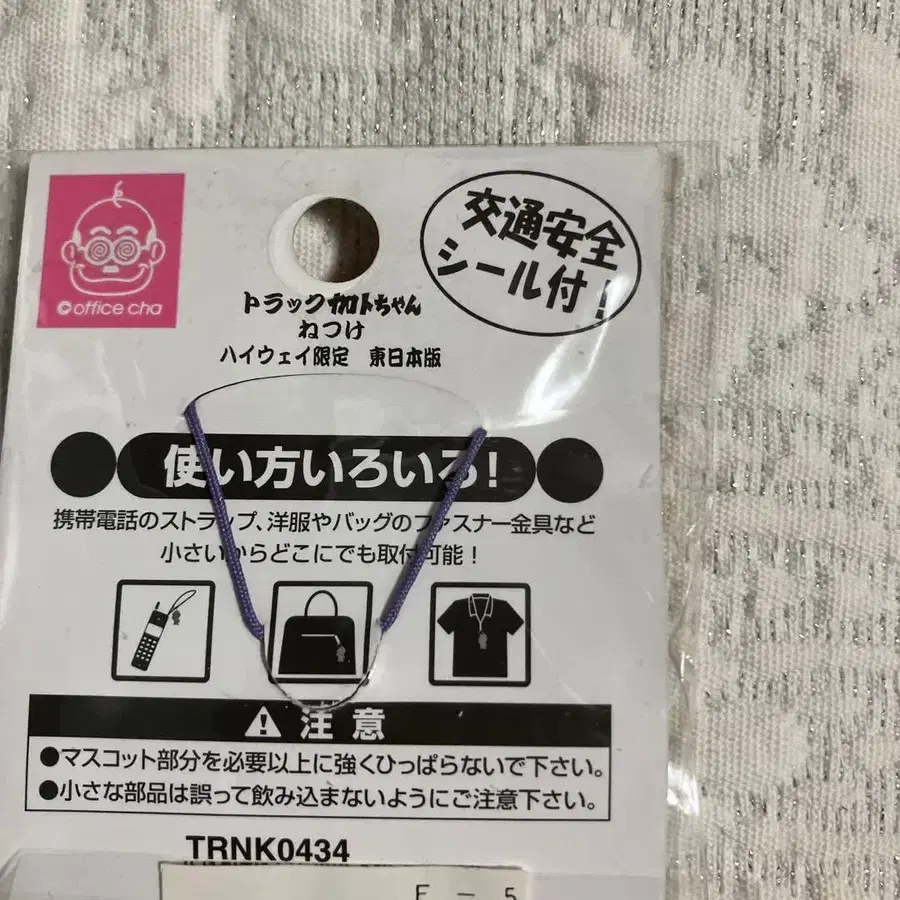 ©office cha
交通安全
シール付!
トラック加トちゃん
ねつけ
ハイウェイ限定 東日本版
使い方いろいろ!
携帯電話のストラップ、洋服やバッグのファスナー金具など
小さいからどこにでも取付可能!
注意
●マスコット部分を必要以上に強くひっぱらないで下さい。
●小さな部品は誤って飲み込まないようにご注意下さい。
TRNK0434
E - 5